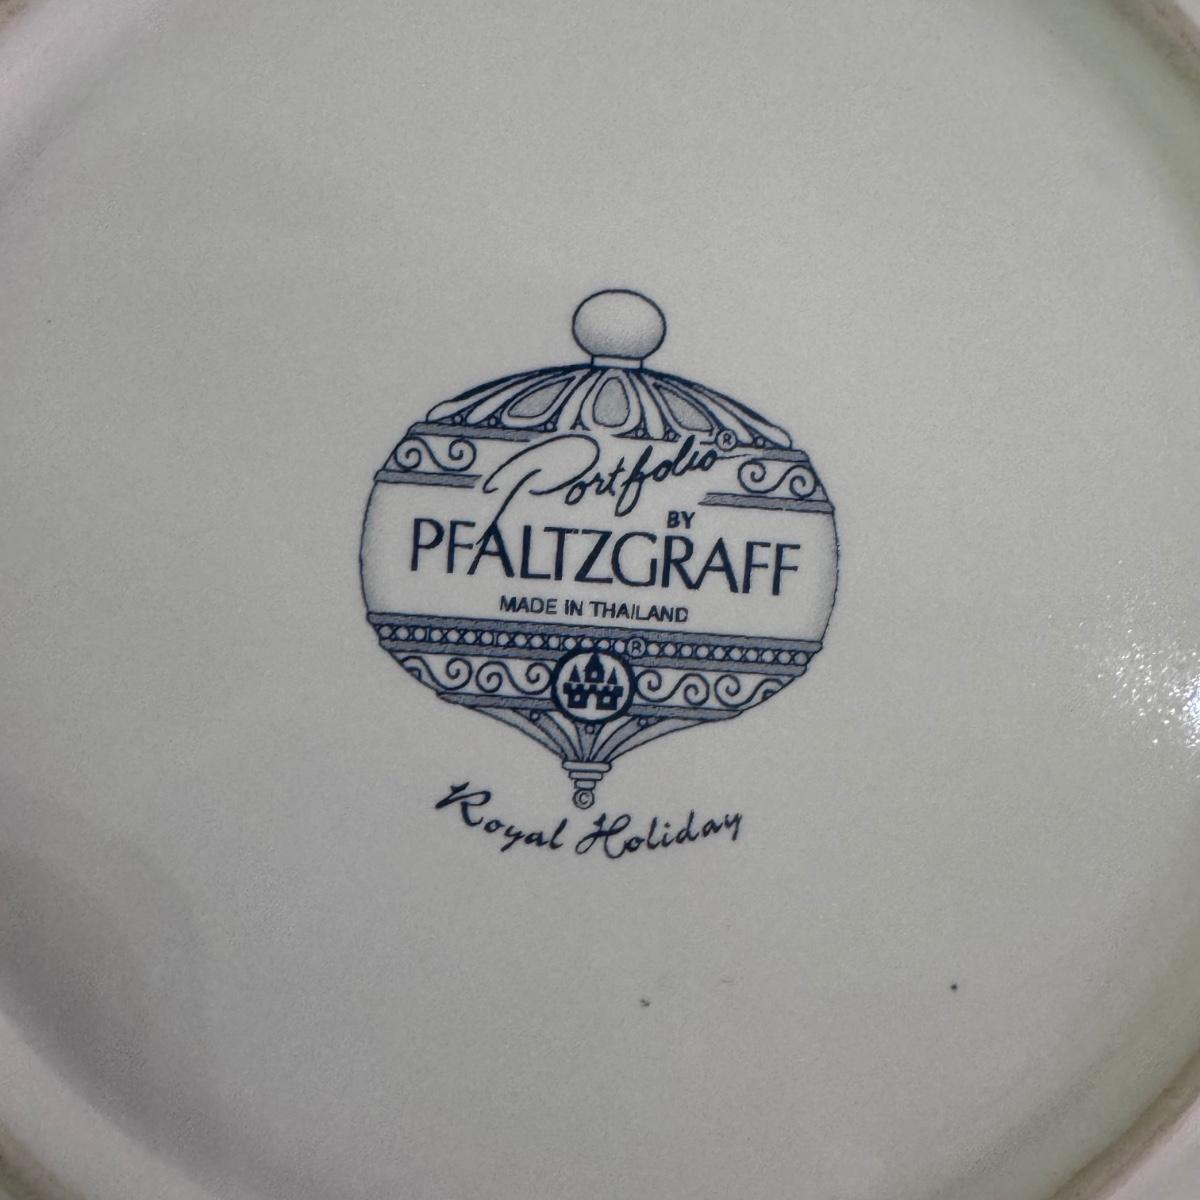 Portfolio®
BY
PFALTZGRAFF
MADE IN THAILAND
®
©
Royal Holiday